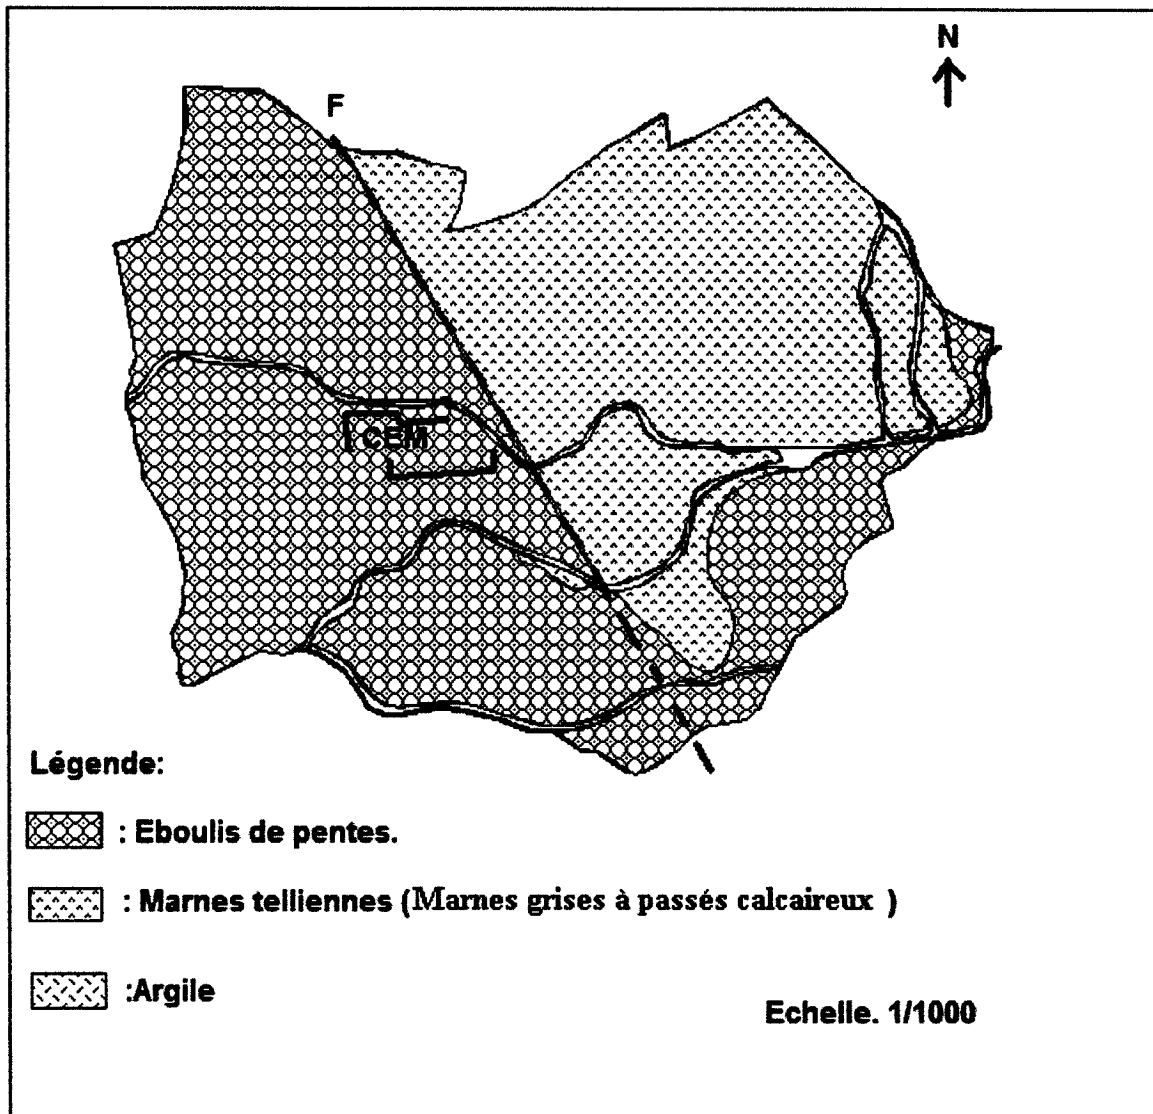 N
F
CEM
Légende:
: Eboulis de pentes.
: Marnes telliennes (Marnes grises à passés calcaireux )
:Argile
Echelle. 1/1000